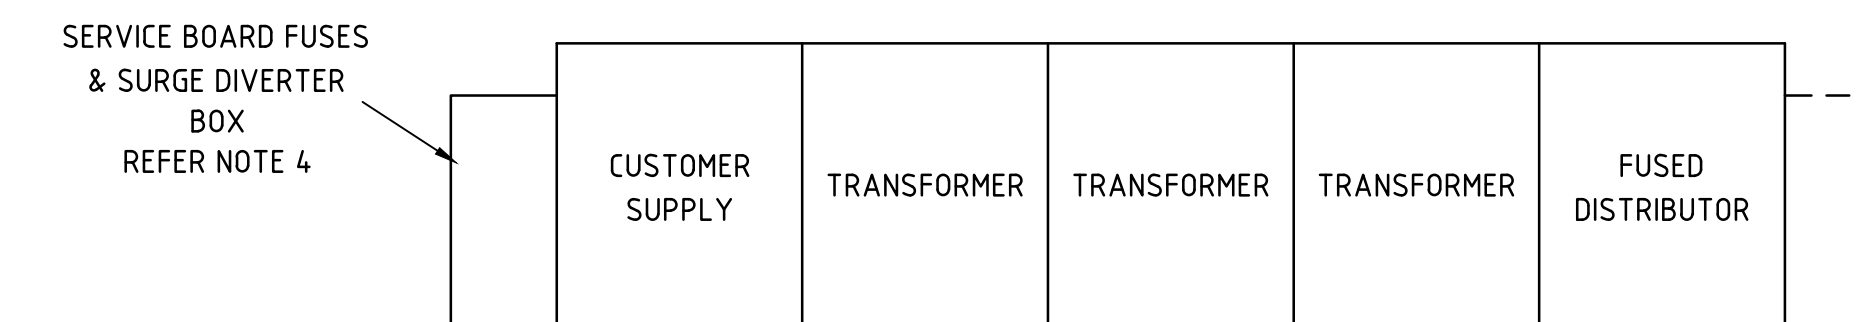 SERVICE BOARD FUSES
& SURGE DIVERTER
BOX
REFER NOTE 4
CUSTOMER
SUPPLY
TRANSFORMER
TRANSFORMER
TRANSFORMER
FUSED
DISTRIBUTOR